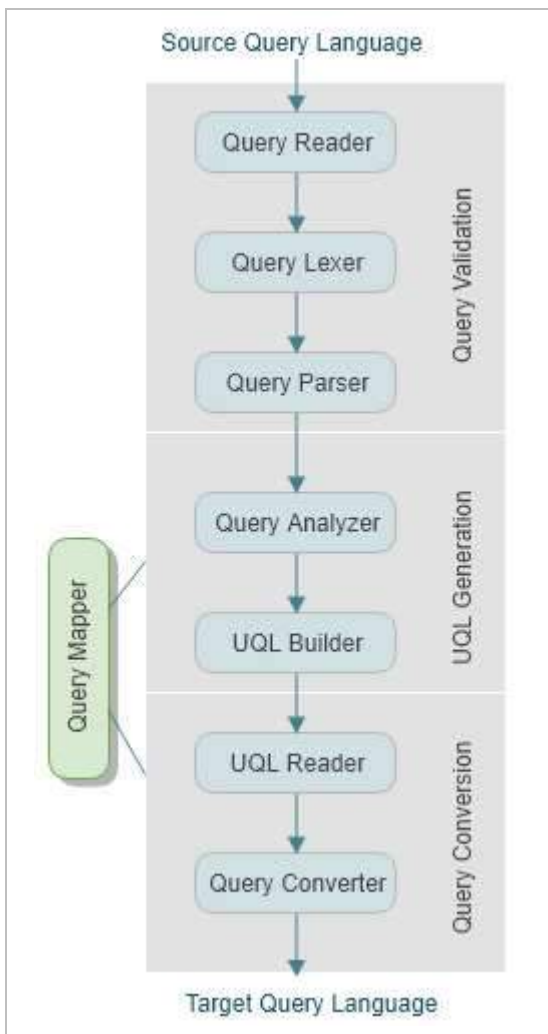 Source Query Language
Query Reader
Query Lexer
Query Parser
Query Validation
Query Analyzer
UQL Builder
UQL Generation
Query Mapper
UQL Reader
Query Converter
Query Conversion
Target Query Language